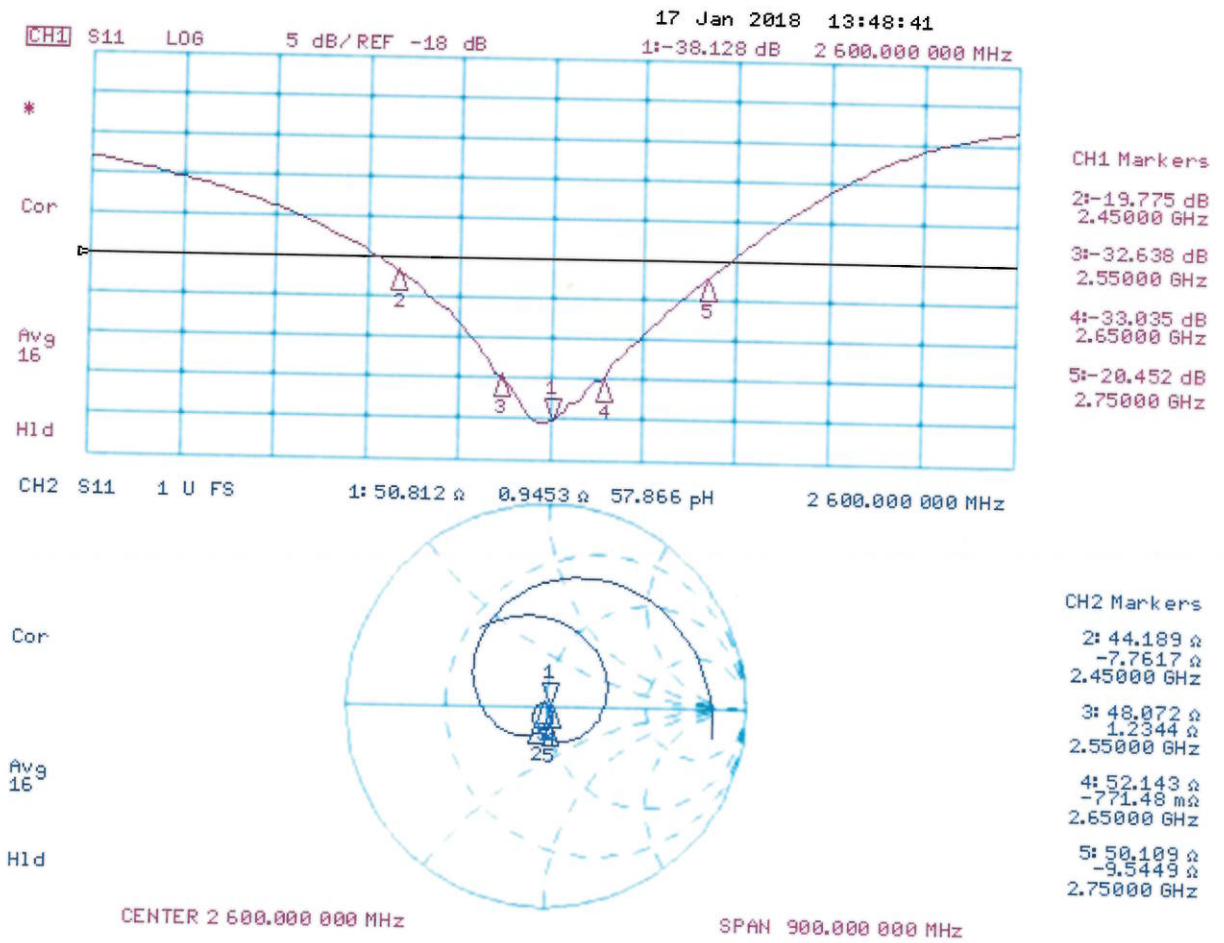 17 Jan 2018 13:48:41
CH1 S11 LOG 5 dB/ REF -18 dB 1:-38.128 dB 2 600.000 000 MHz
*
Cor
Avg
16
Hld
2
3
1
4
5
CH1 Markers
2:-19.775 dB
2.45000 GHz
3:-32.638 dB
2.55000 GHz
4:-33.035 dB
2.65000 GHz
5:-20.452 dB
2.75000 GHz
CH2 S11 1 U FS 1: 50.812 Ω 0.9453 Ω 57.866 pH 2 600.000 000 MHz
Cor
Avg
16
Hld
1
25
CH2 Markers
2: 44.189 Ω
-7.7617 Ω
2.45000 GHz
3: 48.072 Ω
1.2344 Ω
2.55000 GHz
4: 52.143 Ω
-771.48 mΩ
2.65000 GHz
5: 50.109 Ω
-9.5449 Ω
2.75000 GHz
CENTER 2 600.000 000 MHz SPAN 900.000 000 MHz